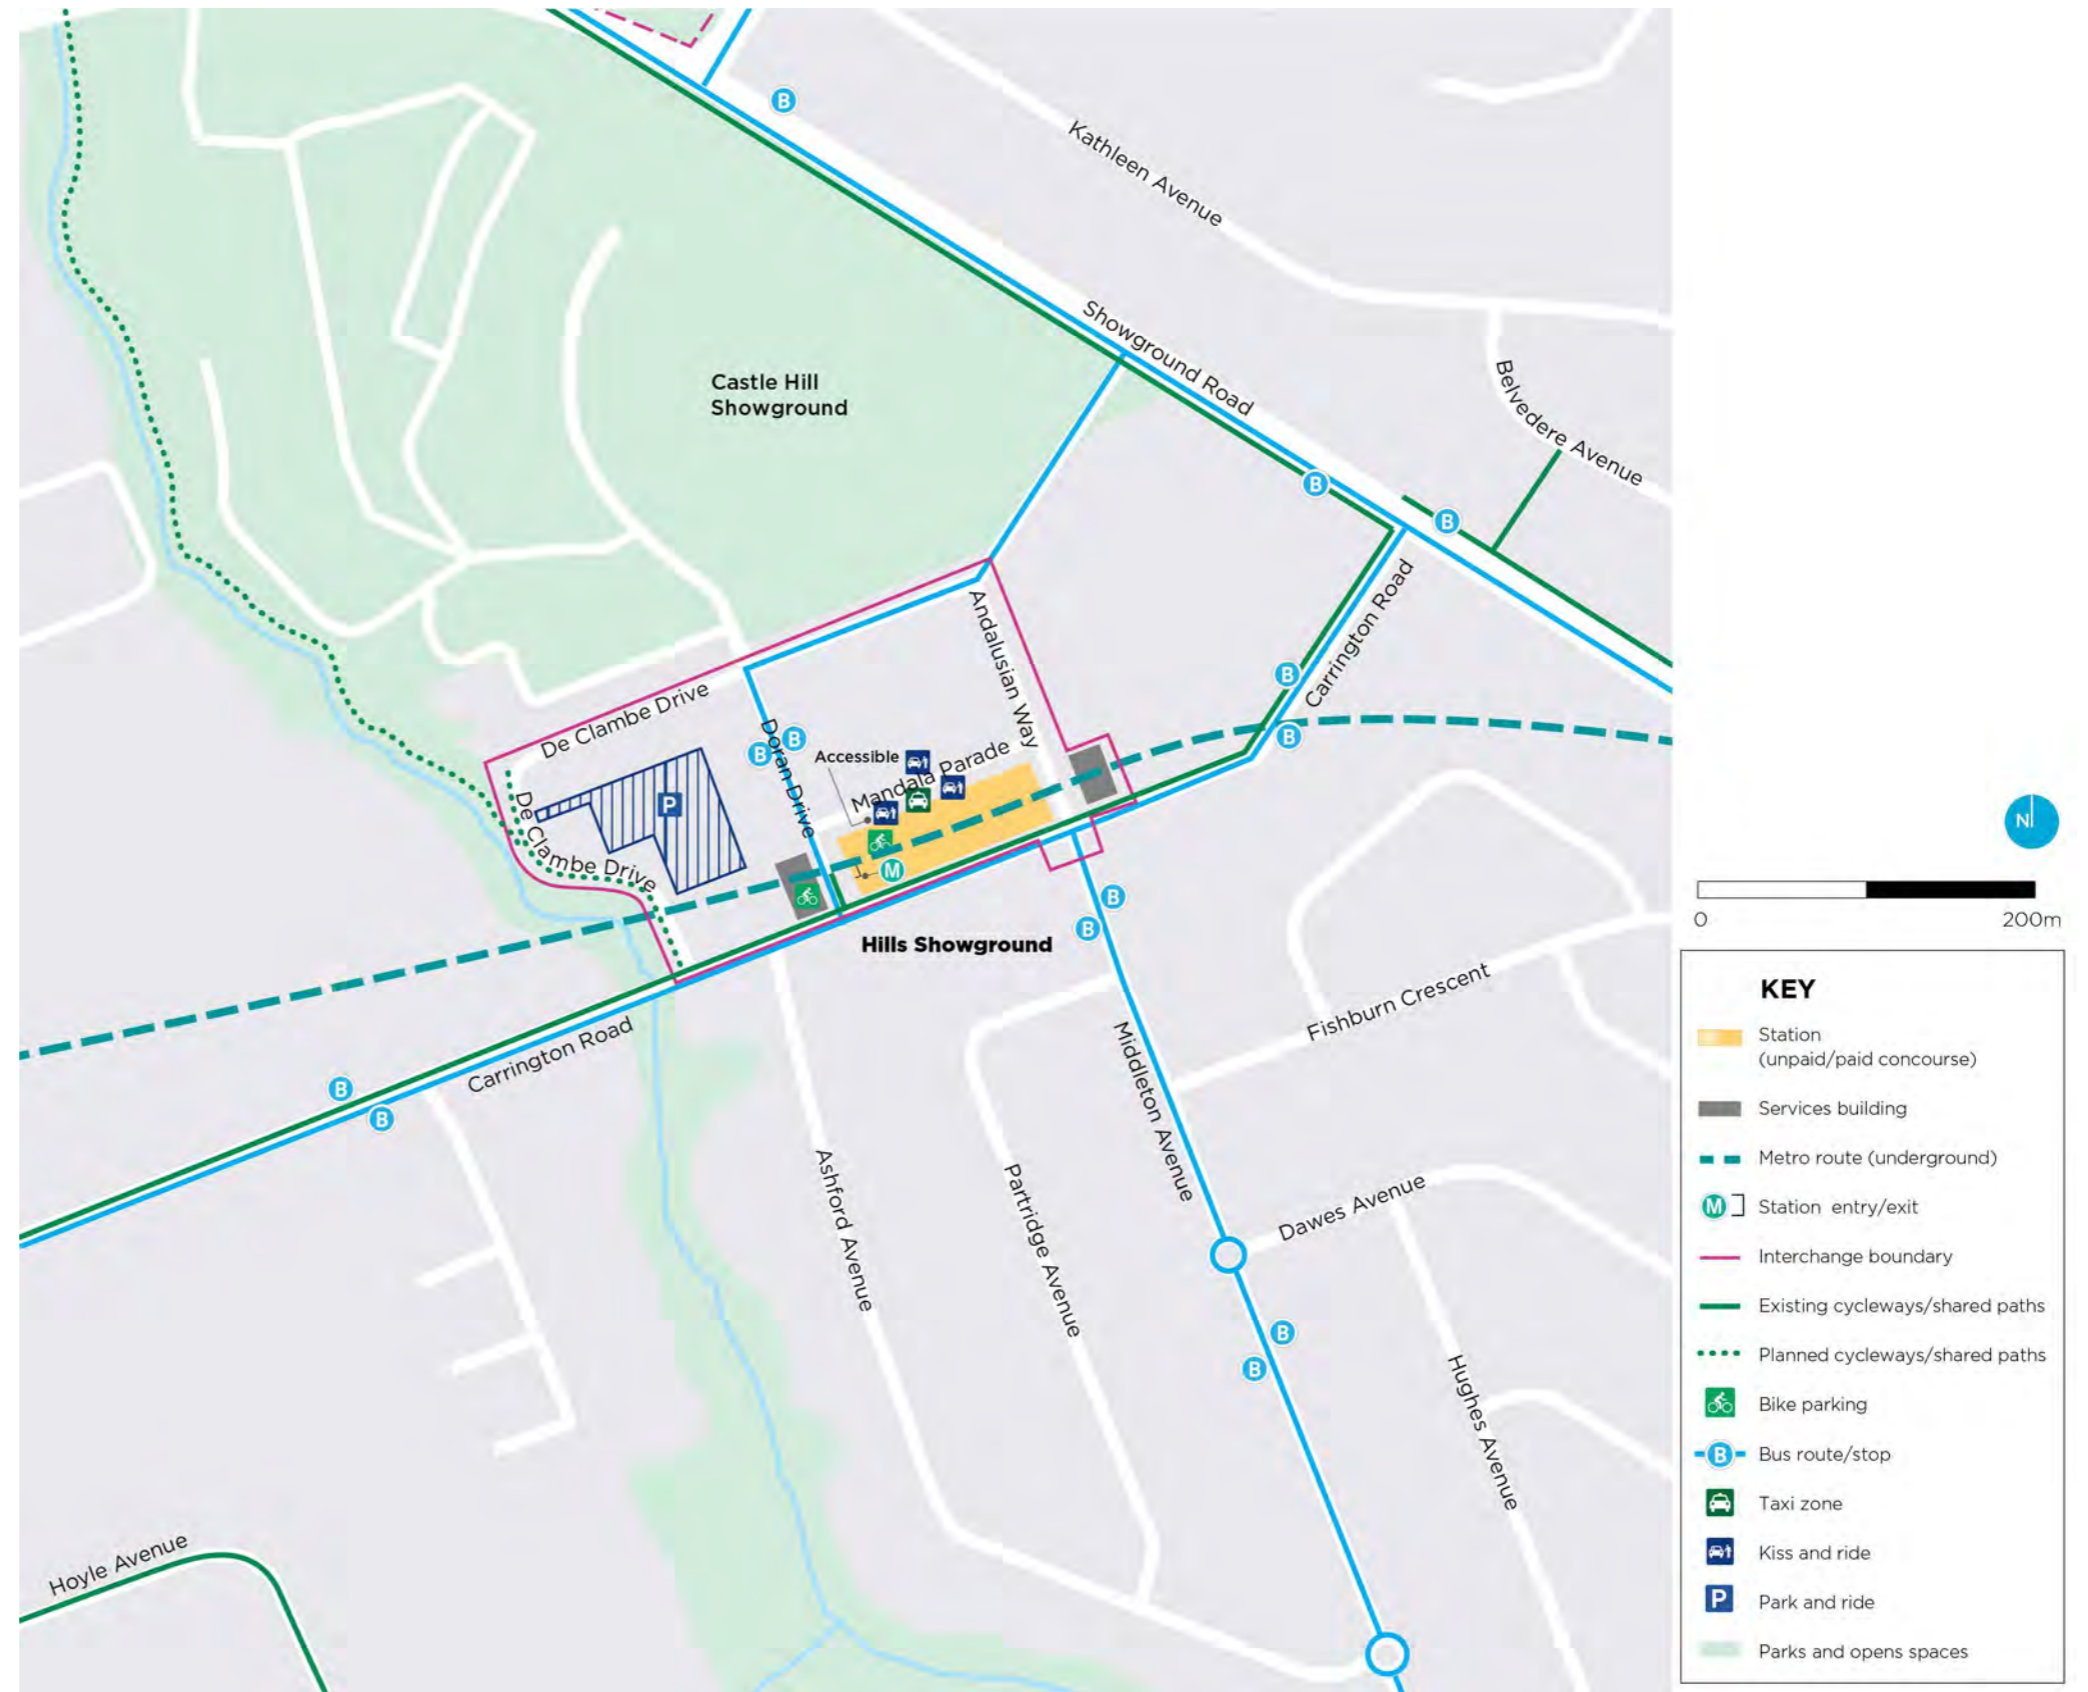 B
Kathleen Avenue
Showground Road
Belvedere Avenue
Castle Hill
Showground
B
B
Carrington Road
B
B
Andalusian Way
De Clambe Drive
Doran Drive
B
B
Accessible
Mandala Parade
P
De Clambe Drive
M
Hills Showground
B
B
Carrington Road
B
B
Fishburn Crescent
Middleton Avenue
Ashford Avenue
Partridge Avenue
Dawes Avenue
B
B
Hughes Avenue
Hoyle Avenue
N
0 200m
KEY
Station
(unpaid/paid concourse)
Services building
Metro route (underground)
M Station entry/exit
Interchange boundary
Existing cycleways/shared paths
Planned cycleways/shared paths
Bike parking
B Bus route/stop
Taxi zone
Kiss and ride
P Park and ride
Parks and opens spaces